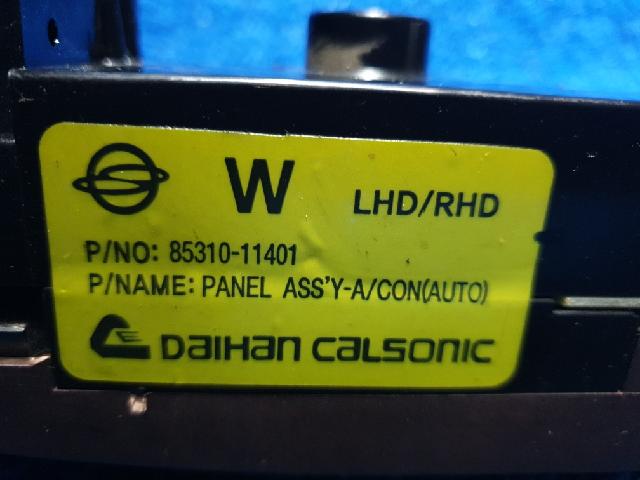 W LHD/RHD
P/NO: 85310-11401
P/NAME: PANEL ASS'Y-A/CON(AUTO)
DAIHAN CALSONIC